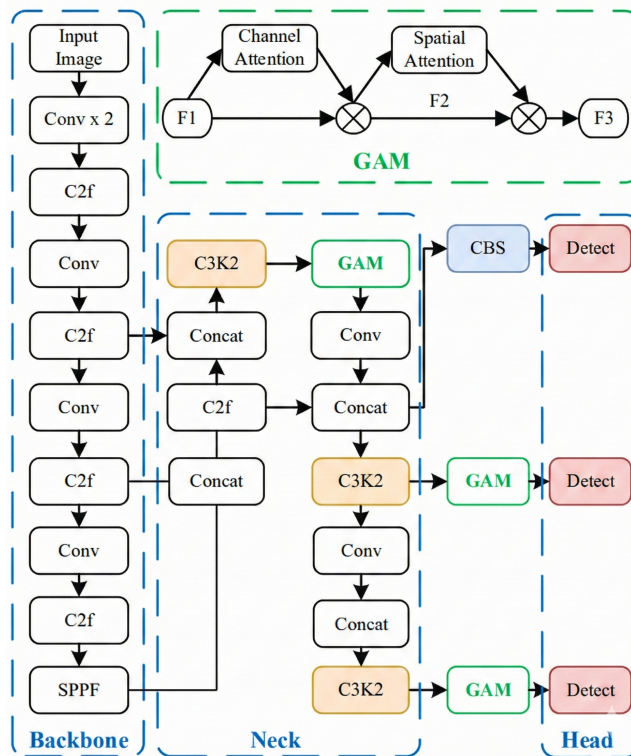 Input
Image
Conv x 2
C2f
Conv
C2f
Conv
C2f
Conv
C2f
SPPF
Backbone
Channel
Attention
Spatial
Attention
F1
F2
F3
GAM
C3K2
GAM
Concat
Conv
C2f
Concat
Concat
C3K2
Conv
Concat
C3K2
Neck
CBS
Detect
GAM
Detect
GAM
Detect
Head